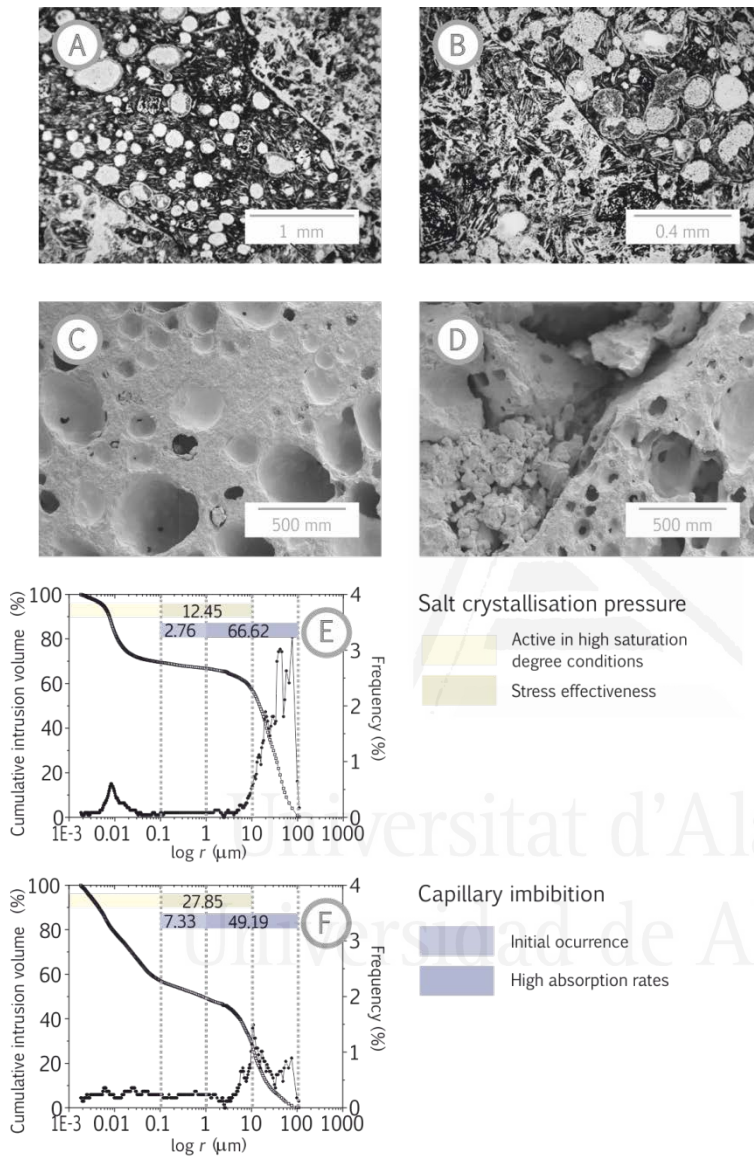 A
B
1 mm
0.4 mm
C
D
500 mm
500 mm
100
80
60
40
20
0
Cumulative intrusion volume (%)
12.45
2.76 66.62
E
4
3
2
1
0
Frequency (%)
1E-3 0.01 0.1 1 10 100 1000
log r (μm)
Salt crystallisation pressure
Active in high saturation
degree conditions
Stress effectiveness
100
80
60
40
20
0
Cumulative intrusion volume (%)
27.85
7.33 49.19
F
4
3
2
1
0
Frequency (%)
1E-3 0.01 0.1 1 10 100 1000
log r (μm)
Capillary imbibition
Initial ocurrence
High absorption rates
Universitat d'Ala
Universidad de A